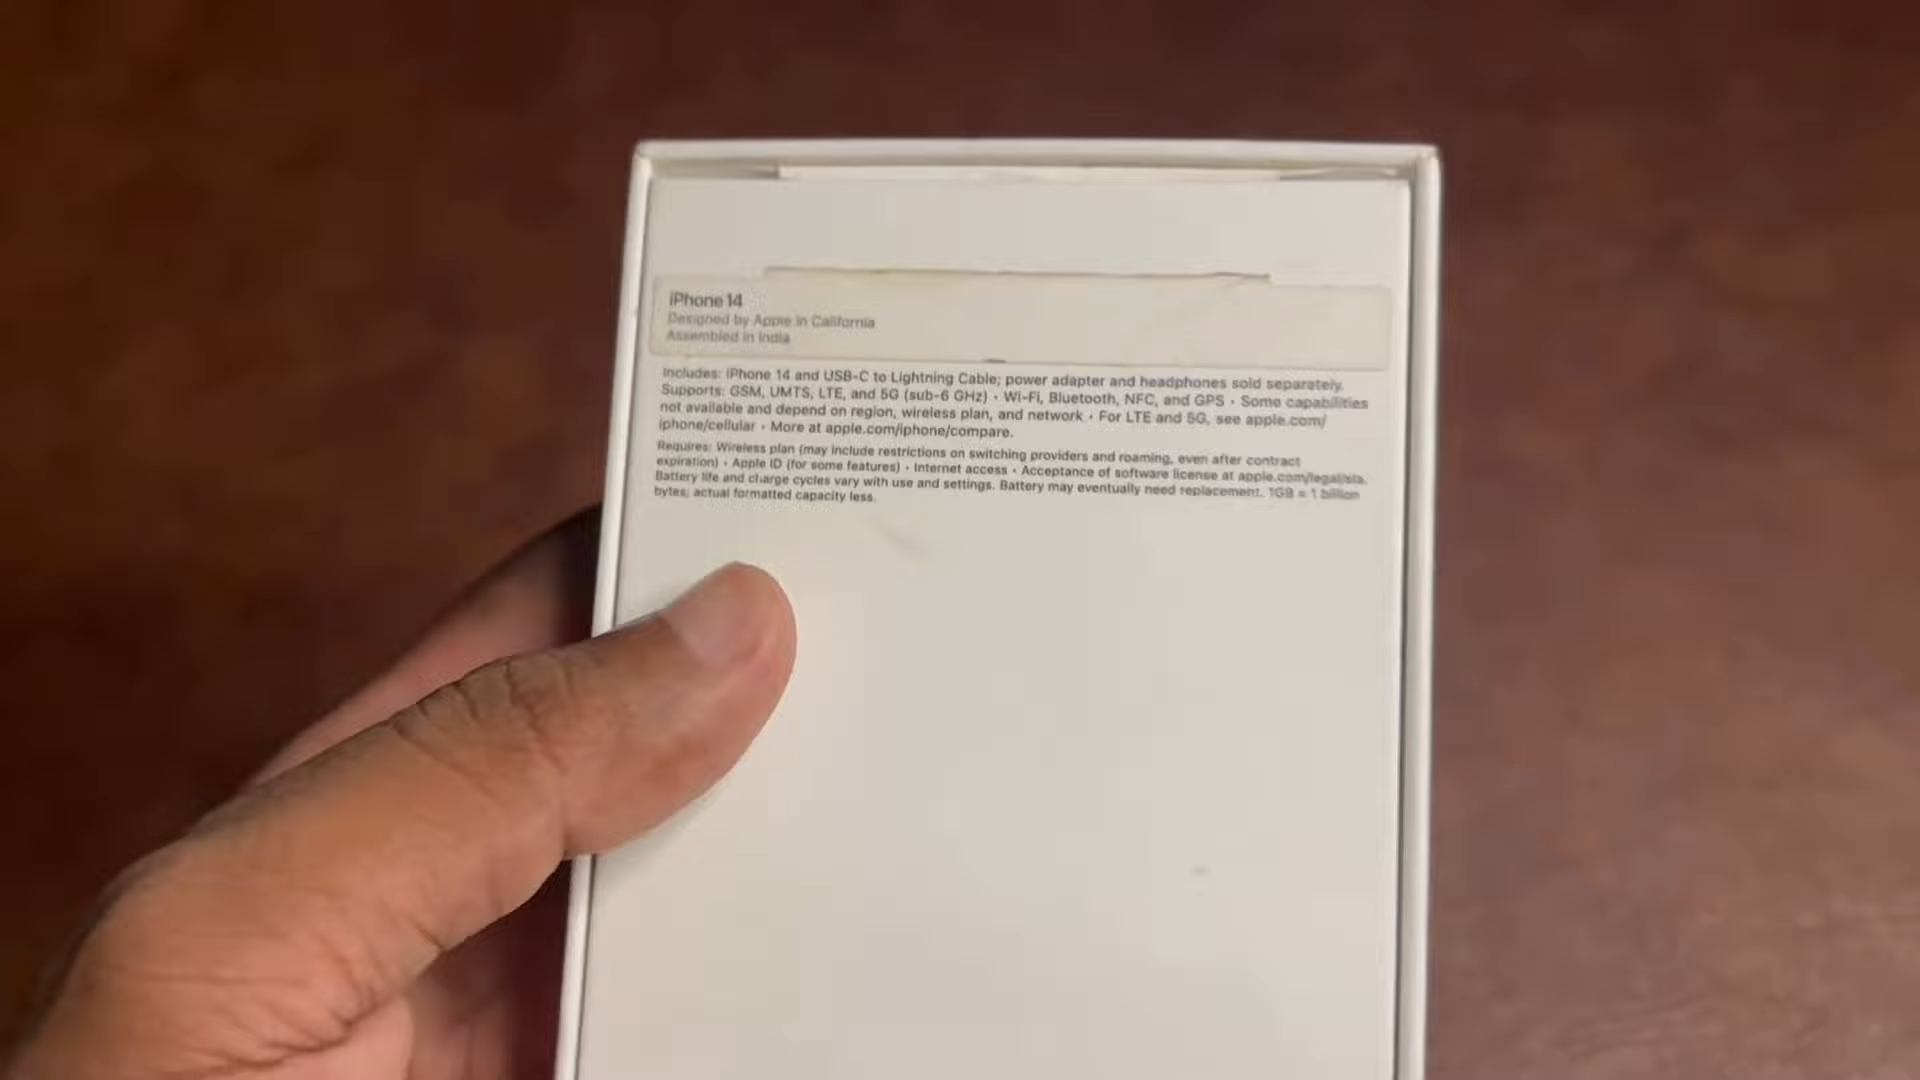 iPhone 14
Designed by Apple in California
Assembled in India
Includes: iPhone 14 and USB-C to Lightning Cable; power adapter and headphones sold separately.
Supports: GSM, UMTS, LTE, and 5G (sub-6 GHz) • Wi-Fi, Bluetooth, NFC, and GPS • Some capabilities
not available and depend on region, wireless plan, and network • For LTE and 5G, see apple.com/
iphone/cellular • More at apple.com/iphone/compare.
Requires: Wireless plan (may include restrictions on switching providers and roaming, even after contract
expiration) • Apple ID (for some features) • Internet access • Acceptance of software license at apple.com/legal/sla.
Battery life and charge cycles vary with use and settings. Battery may eventually need replacement. 1GB = 1 billion
bytes; actual formatted capacity less.